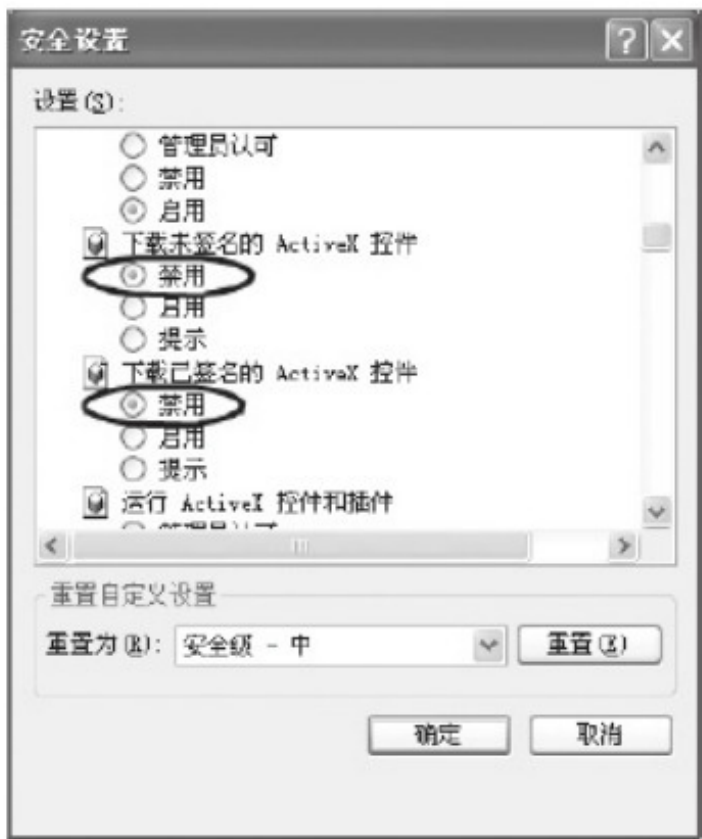 安全设置
设置(S):
管理员认可
禁用
启用
下载未签名的 ActiveX 控件
禁用
启用
提示
下载已签名的 ActiveX 控件
禁用
启用
提示
运行 ActiveX 控件和插件
重置自定义设置
重置为(R): 安全级 - 中 重置(E)
确定 取消